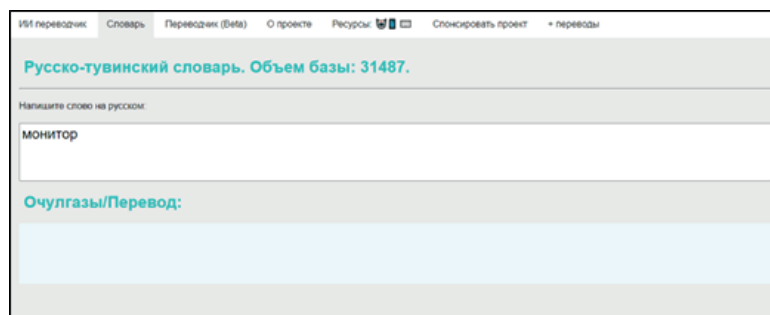 ИИ переводчик Словарь Переводчик (Beta) О проекте Ресурсы: Спонсировать проект + переводы
Русско-тувинский словарь. Объем базы: 31487.
Напишите слово на русском:
монитор
Очулгазы/Перевод: